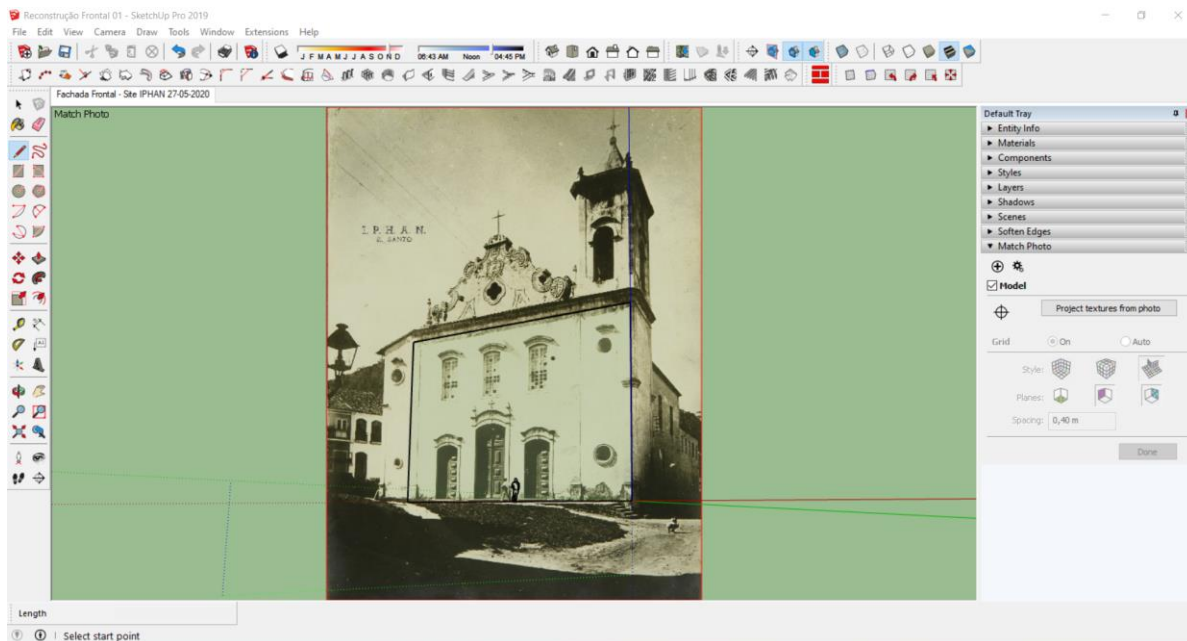 Reconstrução Frontal 01 - SketchUp Pro 2019
File Edit View Camera Draw Tools Window Extensions Help
J F M A M J J A S O N D 06:43 AM Noon 04:45 PM
Fachada Frontal - Site IPHAN 27-05-2020
Match Photo
I. P. H. A. N.
E. SANTO
Default Tray
Entity Info
Materials
Components
Styles
Layers
Shadows
Scenes
Soften Edges
Match Photo
Model
Project textures from photo
Grid On Auto
Style:
Planes:
Spacing: 0,40 m
Done
Length
Select start point